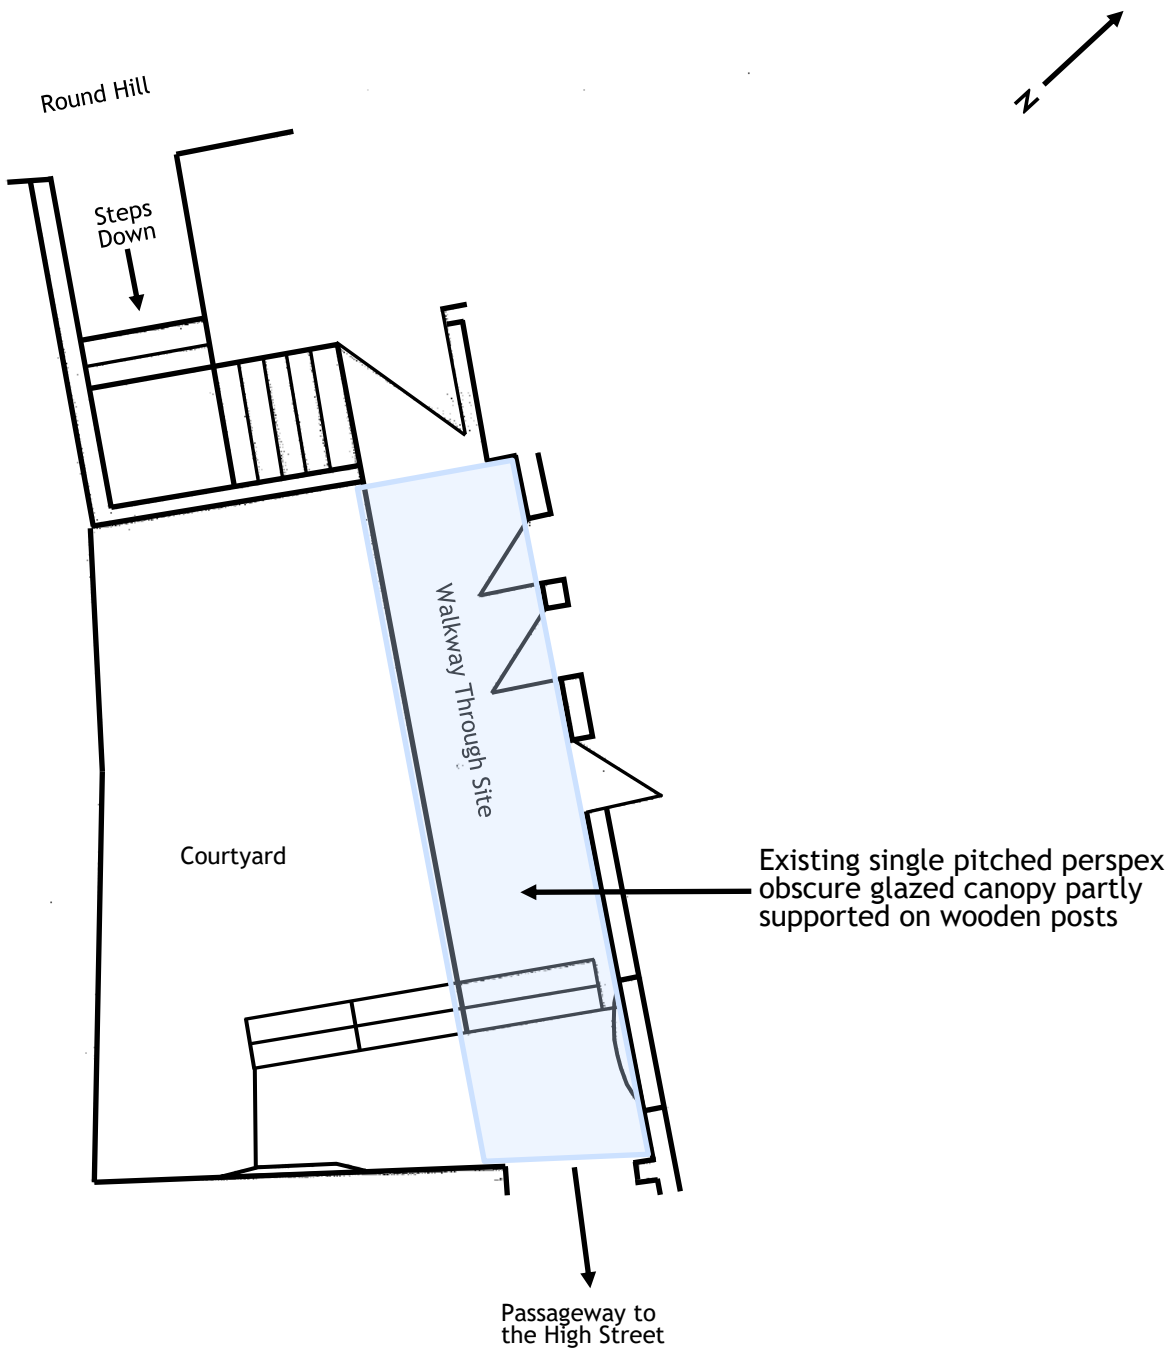 Round Hill
N
Steps
Down
Walkway Through Site
Courtyard
Existing single pitched perspex
obscure glazed canopy partly
supported on wooden posts
Passageway to
the High Street